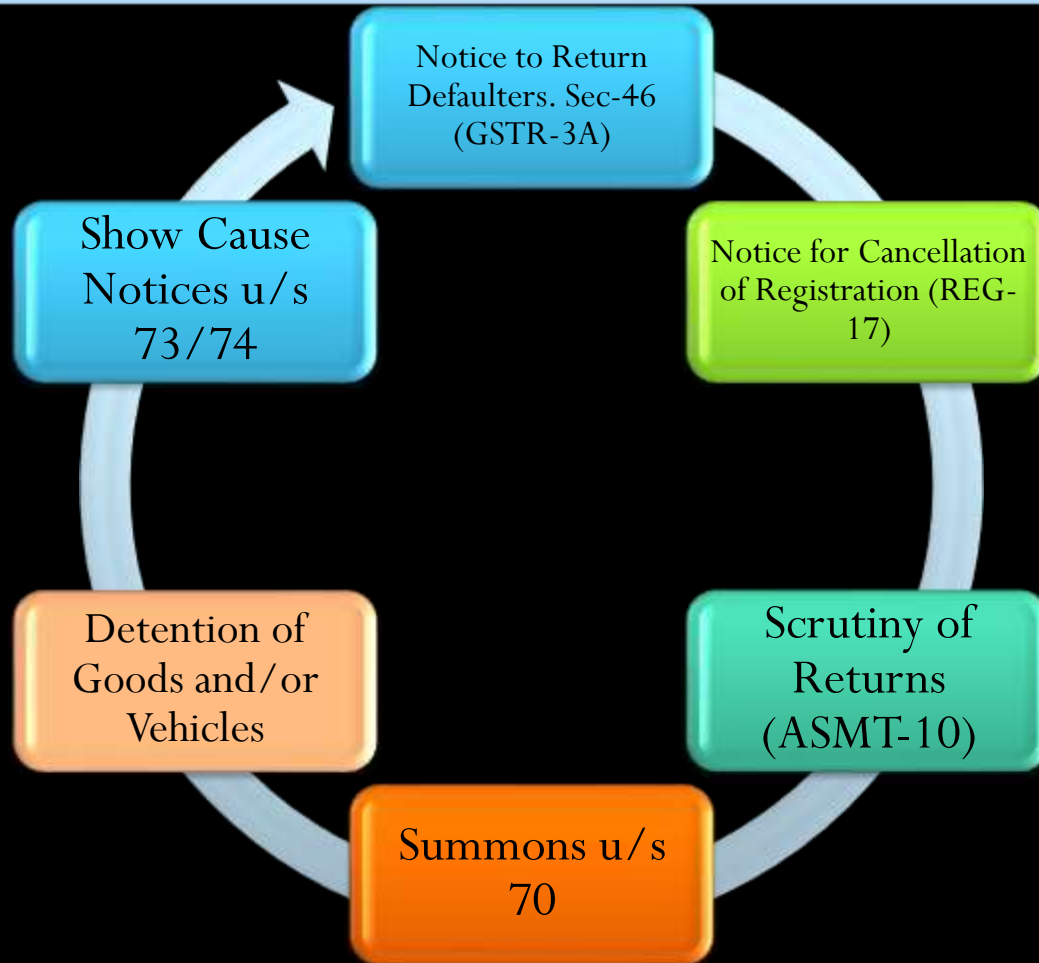 Notice to Return
Defaulters. Sec-46
(GSTR-3A)
Notice for Cancellation
of Registration (REG-
17)
Scrutiny of
Returns
(ASMT-10)
Summons u/s
70
Detention of
Goods and/or
Vehicles
Show Cause
Notices u/s
73/74